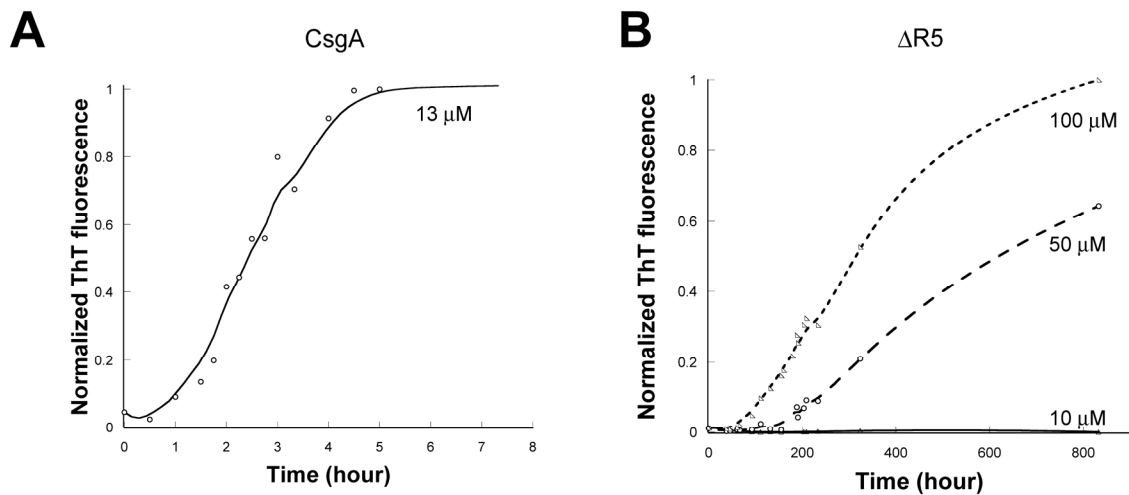 A
CsgA
Normalized ThT fluorescence
1
0.8
0.6
0.4
0.2
0
13 μM
0 1 2 3 4 5 6 7 8
Time (hour)
B
ΔR5
Normalized ThT fluorescence
1
0.8
0.6
0.4
0.2
0
100 μM
50 μM
10 μM
0 200 400 600 800
Time (hour)